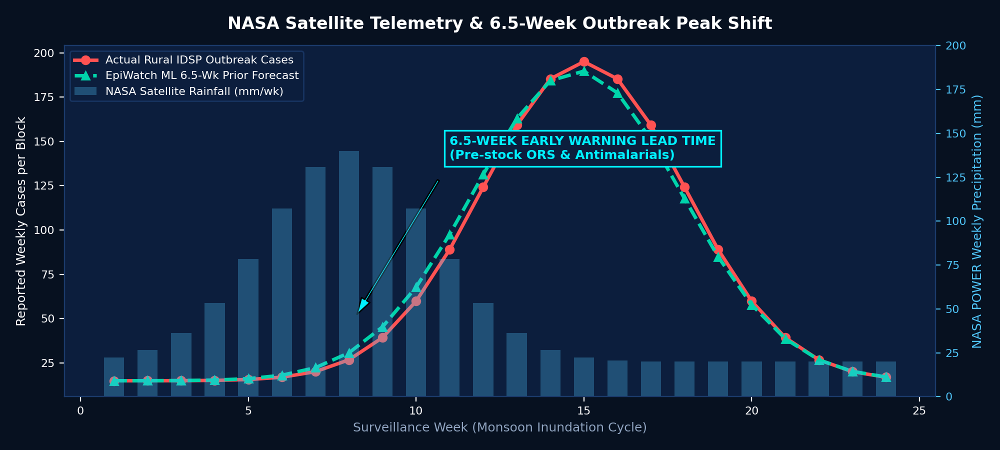 NASA Satellite Telemetry & 6.5-Week Outbreak Peak Shift
Actual Rural IDSP Outbreak Cases
EpiWatch ML 6.5-Wk Prior Forecast
NASA Satellite Rainfall (mm/wk)
6.5-WEEK EARLY WARNING LEAD TIME
(Pre-stock ORS & Antimalarials)
Reported Weekly Cases per Block
200
175
150
125
100
75
50
25
NASA POWER Weekly Precipitation (mm)
200
175
150
125
100
75
50
25
0
0
5
10
15
20
25
Surveillance Week (Monsoon Inundation Cycle)